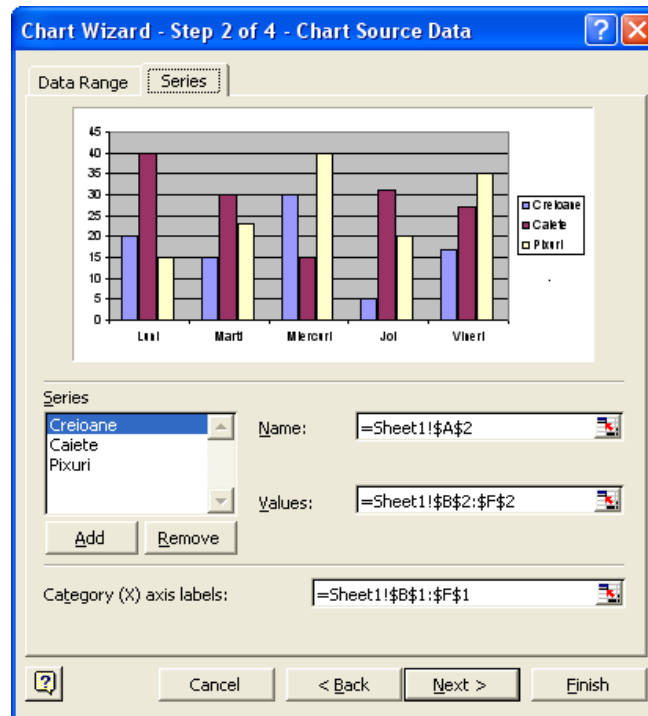 Chart Wizard - Step 2 of 4 - Chart Source Data
Data Range Series
45
40
35
30
25
20
15
10
5
0
Luni Marti Miercuri Joi Vineri
Creioane
Caiete
Pixuri
Series
Creioane
Caiete
Pixuri
Name: =Sheet1!$A$2
Values: =Sheet1!$B$2:$F$2
Add Remove
Category (X) axis labels: =Sheet1!$B$1:$F$1
Cancel < Back Next > Finish